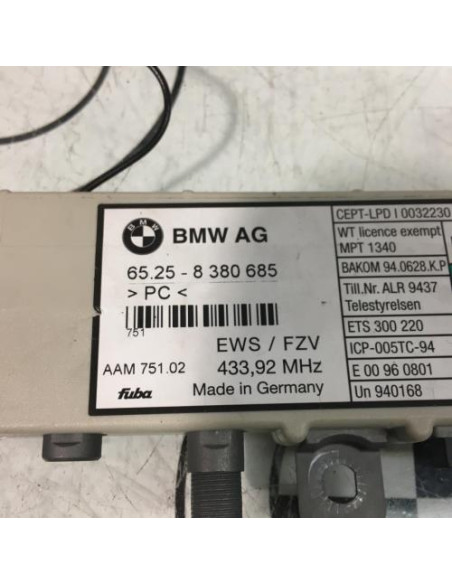 BMW
BMW AG
65.25 - 8 380 685
> PC <
751
EWS / FZV
AAM 751.02
433,92 MHz
fuba
Made in Germany
CEPT-LPD I 0032230
WT licence exempt
MPT 1340
BAKOM 94.0628.K.P
Till.Nr. ALR 9437
Telestyrelsen
ETS 300 220
ICP-005TC-94
E 00 96 0801
Un 940168